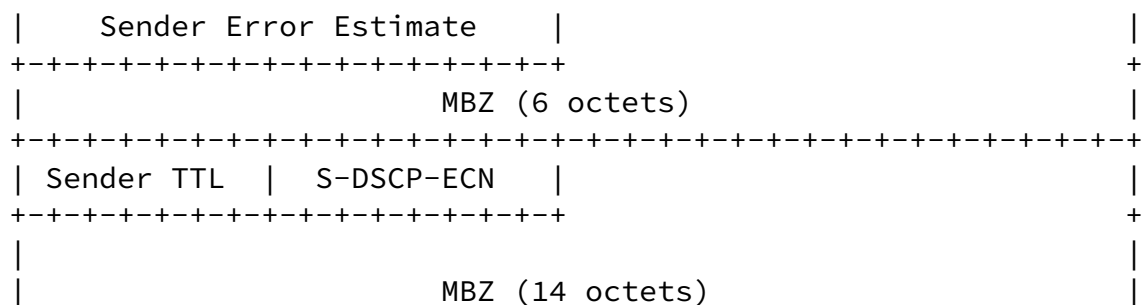 |     Sender Error Estimate     |                               |
+-+-+-+-+-+-+-+-+-+-+-+-+-+-+-+                               +
|                       MBZ (6 octets)                          |
+-+-+-+-+-+-+-+-+-+-+-+-+-+-+-+-+-+-+-+-+-+-+-+-+-+-+-+-+-+-+-+
|  Sender TTL   |  S-DSCP-ECN   |                               |
+-+-+-+-+-+-+-+-+-+-+-+-+-+-+-+                               +
|                                                               |
|                       MBZ (14 octets)                         |